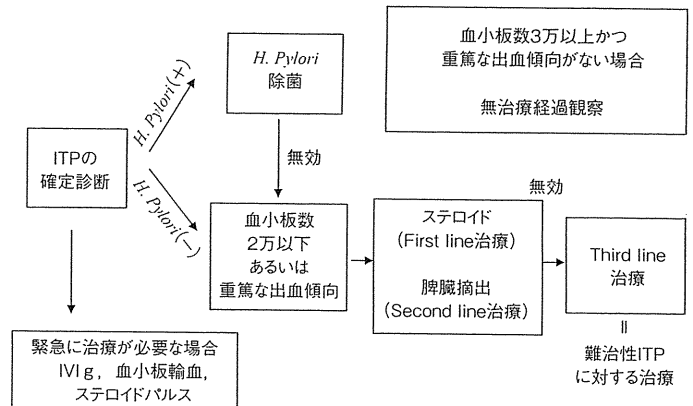 血小板数3万以上かつ
重篤な出血傾向がない場合
無治療経過観察
H. Pylori
除菌
H. Pylori(+)
ITPの
確定診断
H. Pylori(−)
無効
血小板数
2万以下
あるいは
重篤な出血傾向
ステロイド
(First line治療)
脾臓摘出
(Second line治療)
無効
Third line
治療
=
難治性ITP
に対する治療
緊急に治療が必要な場合
IVIg, 血小板輸血,
ステロイドパルス